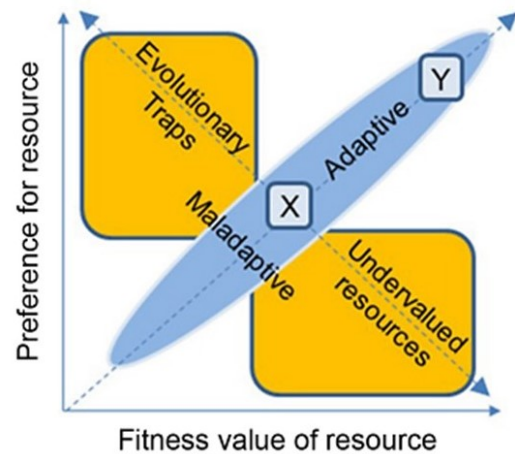 Preference for resource
Evolutionary
Traps
Y
Adaptive
X
Maladaptive
Undervalued
resources
Fitness value of resource